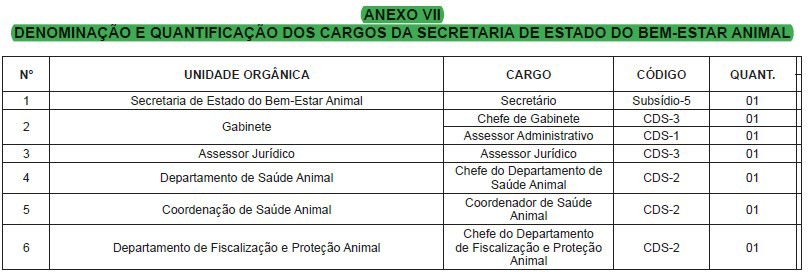 ANEXO VII
DENOMINAÇÃO E QUANTIFICAÇÃO DOS CARGOS DA SECRETARIA DE ESTADO DO BEM-ESTAR ANIMAL
N° UNIDADE ORGÂNICA CARGO CÓDIGO QUANT.
1 Secretaria de Estado do Bem-Estar Animal Secretário Subsídio-5 01
2 Gabinete Chefe de Gabinete CDS-3 01
Assessor Administrativo CDS-1 01
3 Assessor Jurídico Assessor Jurídico CDS-3 01
4 Departamento de Saúde Animal Chefe do Departamento de
Saúde Animal CDS-2 01
5 Coordenação de Saúde Animal Coordenador de Saúde
Animal CDS-2 01
6 Departamento de Fiscalização e Proteção Animal Chefe do Departamento
de Fiscalização e Proteção
Animal CDS-2 01